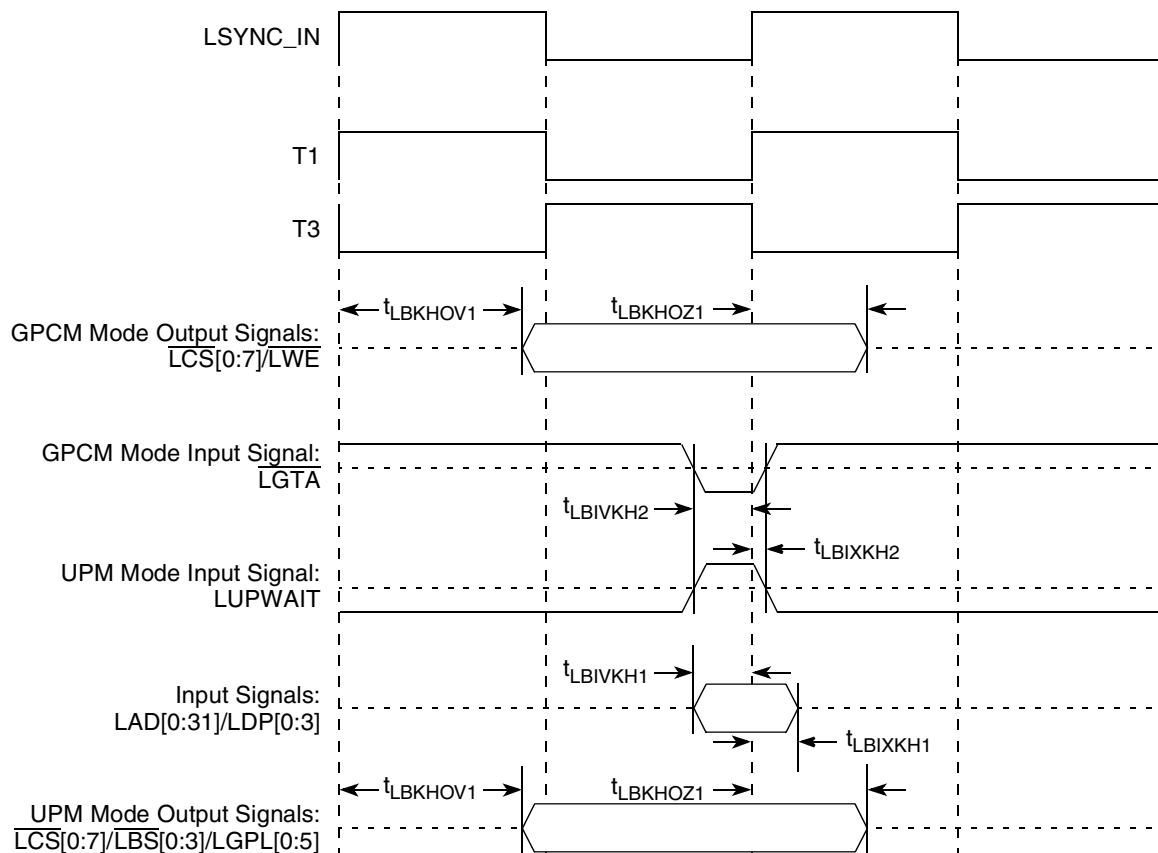 LSYNC_IN
T1
T3
tLBKHOV1
tLBKHOZ1
GPCM Mode Output Signals:
LCS[0:7]/LWE
GPCM Mode Input Signal:
LGTA
tLBIVKH2
tLBIXKH2
UPM Mode Input Signal:
LUPWAIT
tLBIVKH1
Input Signals:
LAD[0:31]/LDP[0:3]
tLBIXKH1
tLBKHOV1
tLBKHOZ1
UPM Mode Output Signals:
LCS[0:7]/LBS[0:3]/LGPL[0:5]